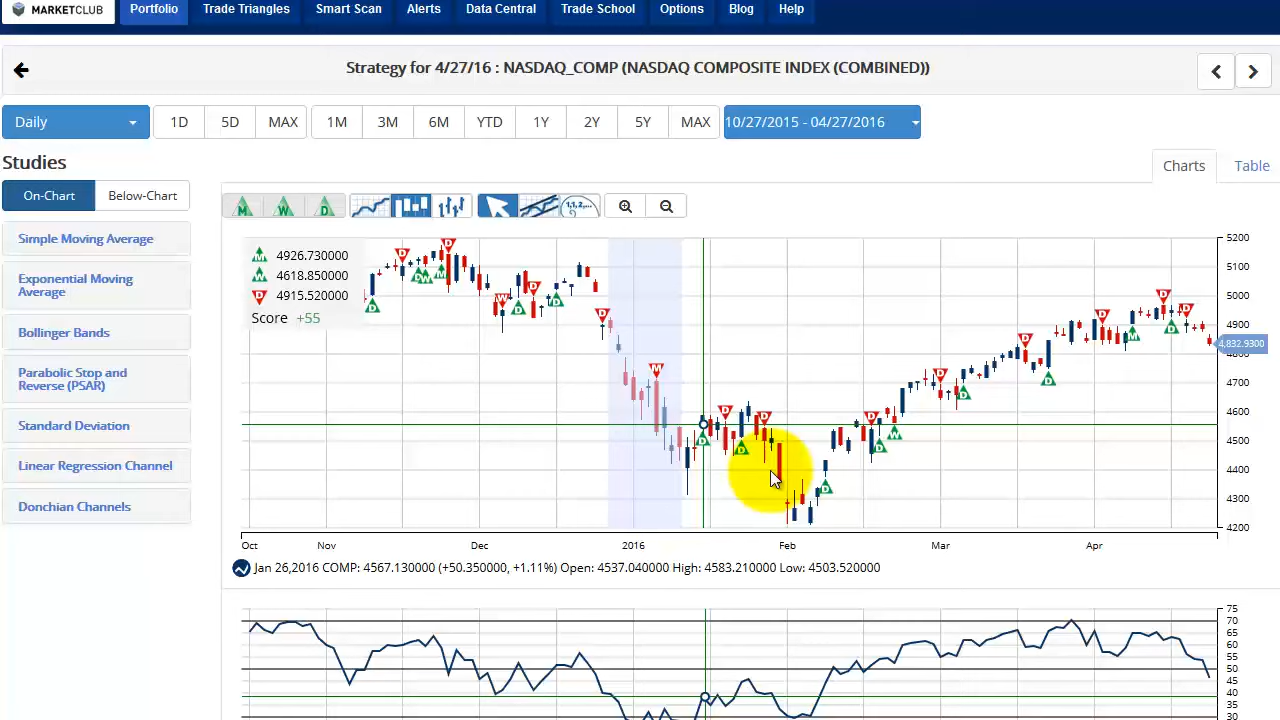 MARKETCLUB Portfolio Trade Triangles Smart Scan Alerts Data Central Trade School Options Blog Help
Strategy for 4/27/16 : NASDAQ_COMP (NASDAQ COMPOSITE INDEX (COMBINED))
Daily 1D 5D MAX 1M 3M 6M YTD 1Y 2Y 5Y MAX 10/27/2015 - 04/27/2016
Studies
Charts Table
On-Chart Below-Chart
M W D 1,2,...
Simple Moving Average
Exponential Moving
Average
Bollinger Bands
Parabolic Stop and
Reverse (PSAR)
Standard Deviation
Linear Regression Channel
Donchian Channels
M 4926.730000
W 4618.850000
D 4915.520000
Score +55
5200
5100
5000
4900
4,832.9300
4800
4700
4600
4500
4400
4300
4200
Oct Nov Dec 2016 Feb Mar Apr
Jan 26,2016 COMP: 4567.130000 (+50.350000, +1.11%) Open: 4537.040000 High: 4583.210000 Low: 4503.520000
75
70
65
60
55
50
45
40
35
30